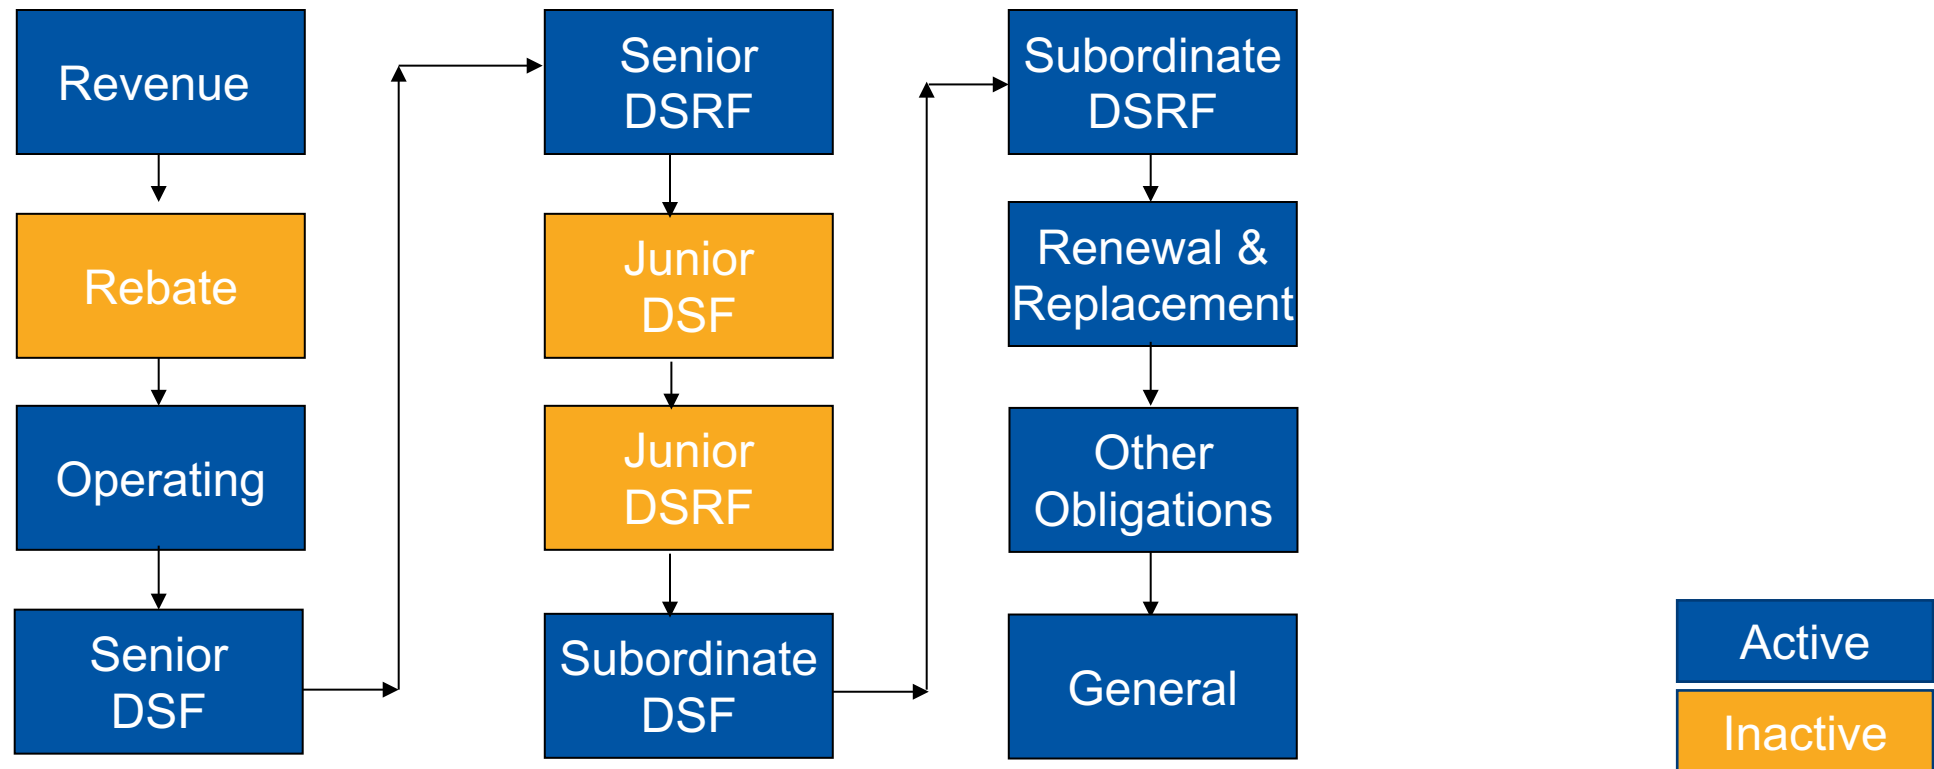 Revenue
Rebate
Operating
Senior
DSF
Senior
DSRF
Junior
DSF
Junior
DSRF
Subordinate
DSF
Subordinate
DSRF
Renewal &
Replacement
Other
Obligations
General
Active
Inactive